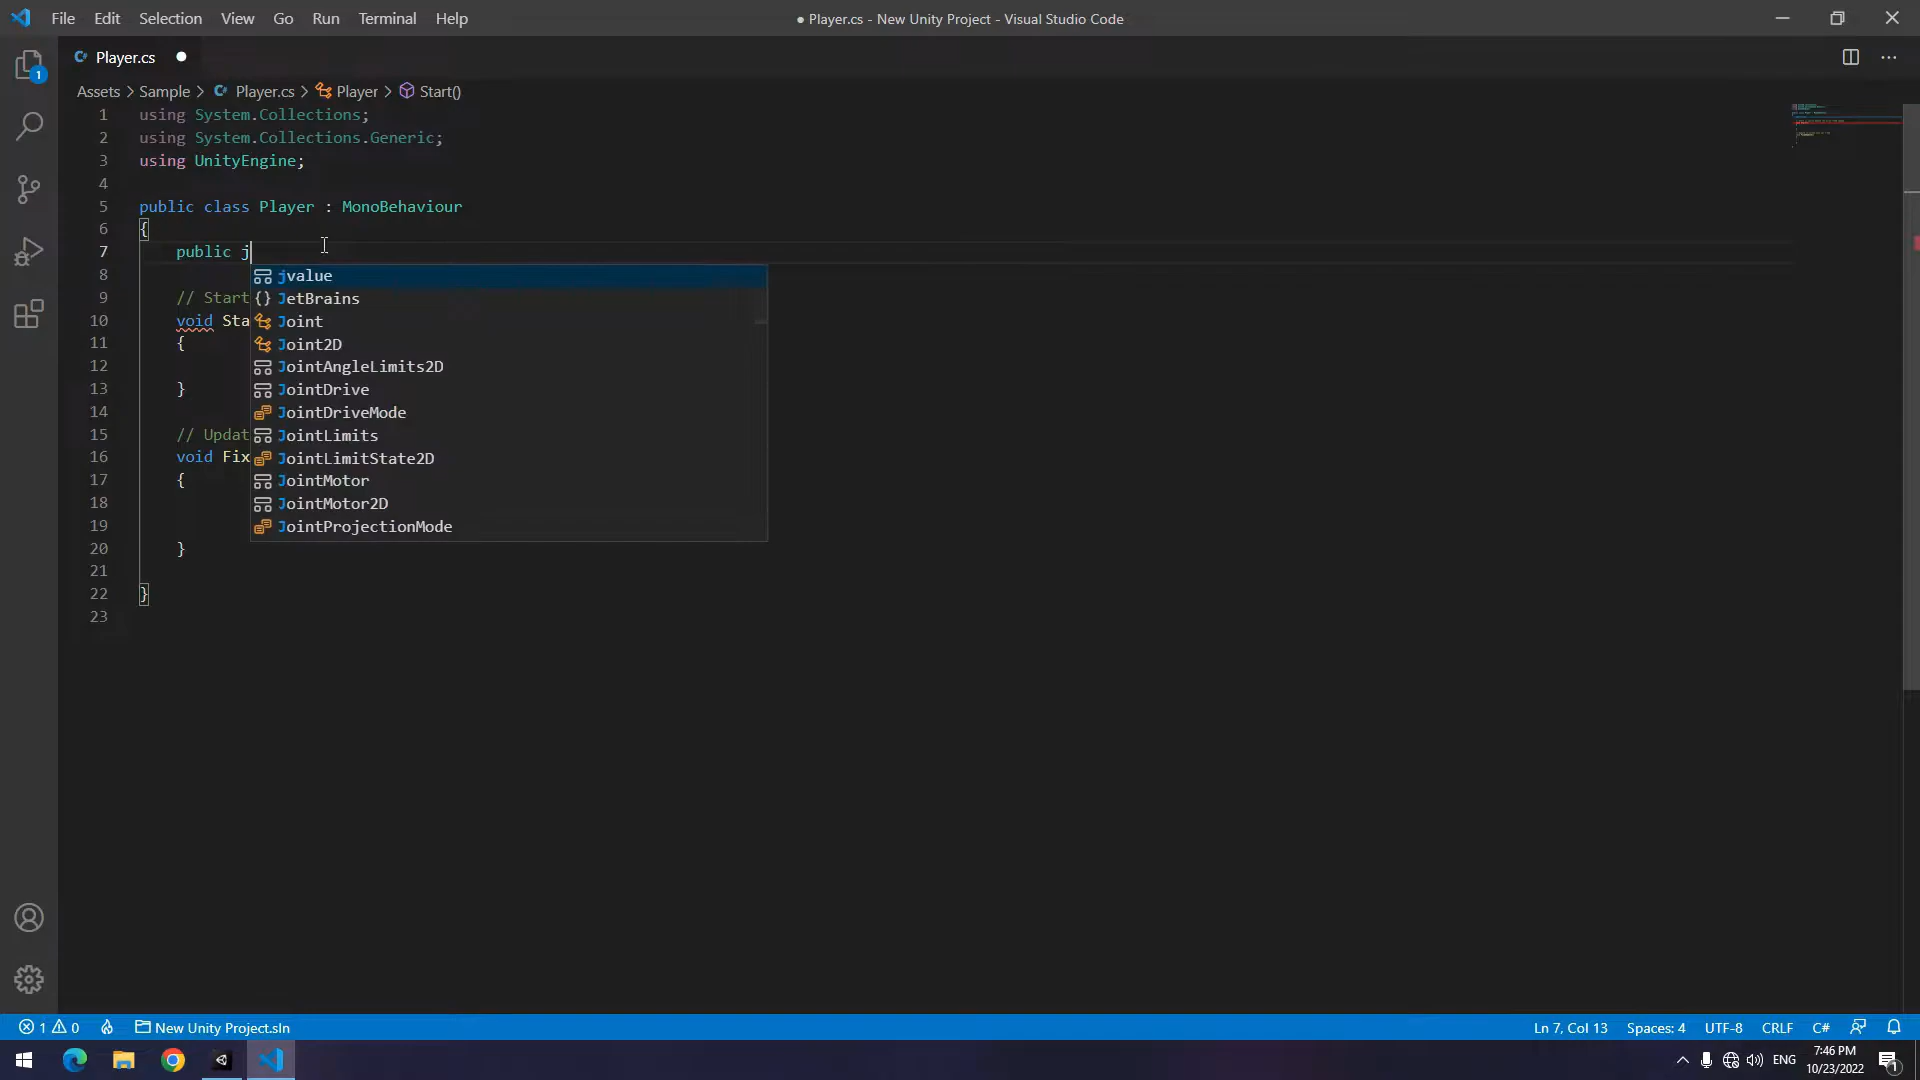 File Edit Selection View Go Run Terminal Help ● Player.cs - New Unity Project - Visual Studio Code
Player.cs ●
Assets > Sample > Player.cs > Player > Start()
1 using System.Collections;
2 using System.Collections.Generic;
3 using UnityEngine;
4
5 public class Player : MonoBehaviour
6 {
7 public j
8 jvalue
9 // Start {} JetBrains
10 void Sta Joint
11 { Joint2D
12 JointAngleLimits2D
13 } JointDrive
14 JointDriveMode
15 // Updat JointLimits
16 void Fix JointLimitState2D
17 { JointMotor
18 JointMotor2D
19 JointProjectionMode
20 }
21
22 }
23
1 0 New Unity Project.sln Ln 7, Col 13 Spaces: 4 UTF-8 CRLF C#
ENG 7:46 PM
10/23/2022 1